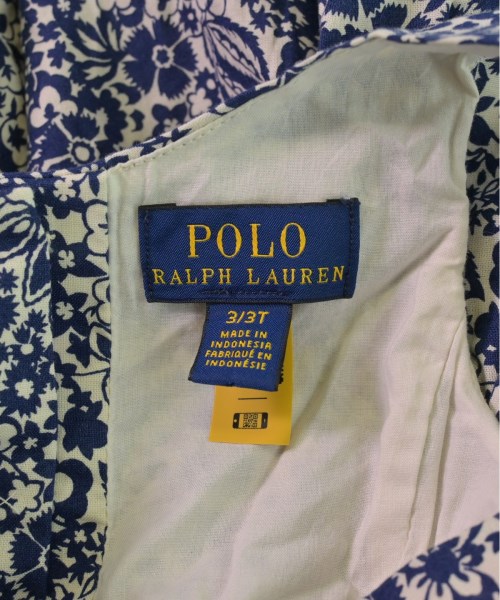 POLO
RALPH LAUREN
3/3T
MADE IN
INDONESIA
FABRIQUÉ EN
INDONÉSIE